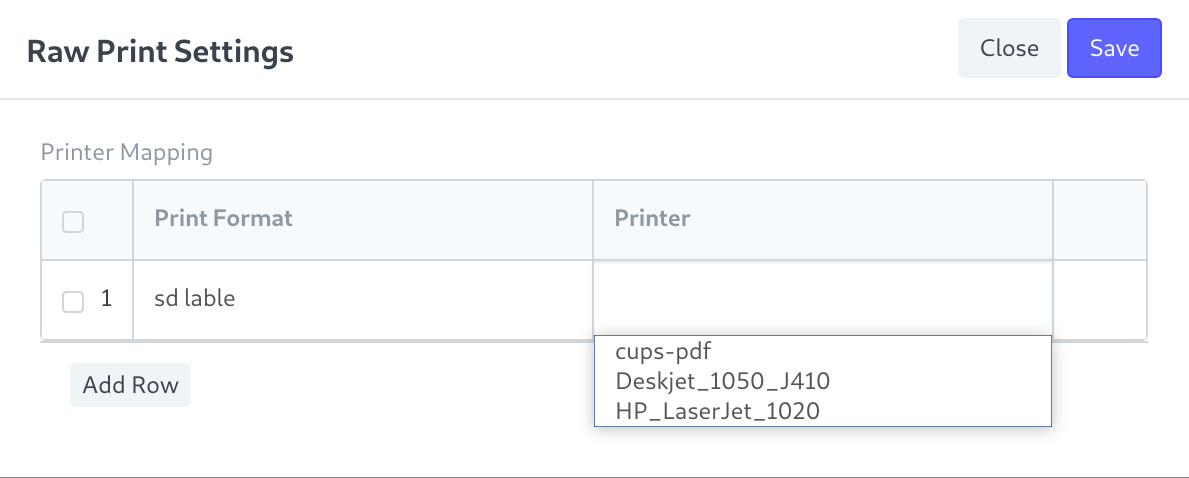 Raw Print Settings
Close
Save
Printer Mapping
Print Format
Printer
1
sd lable
cups-pdf
Deskjet_1050_J410
HP_LaserJet_1020
Add Row